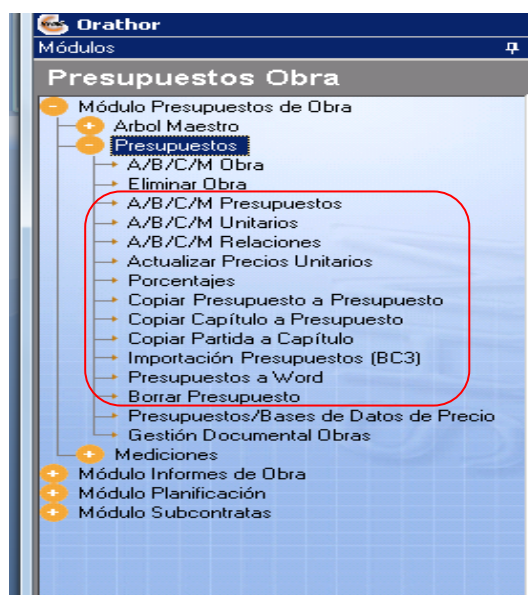 Orathor
Módulos
Presupuestos Obra
Módulo Presupuestos de Obra
Arbol Maestro
Presupuestos
A/B/C/M Obra
Eliminar Obra
A/B/C/M Presupuestos
A/B/C/M Unitarios
A/B/C/M Relaciones
Actualizar Precios Unitarios
Porcentajes
Copiar Presupuesto a Presupuesto
Copiar Capítulo a Presupuesto
Copiar Partida a Capítulo
Importación Presupuestos (BC3)
Presupuestos a Word
Borrar Presupuesto
Presupuestos/Bases de Datos de Precio
Gestión Documental Obras
Mediciones
Módulo Informes de Obra
Módulo Planificación
Módulo Subcontratas